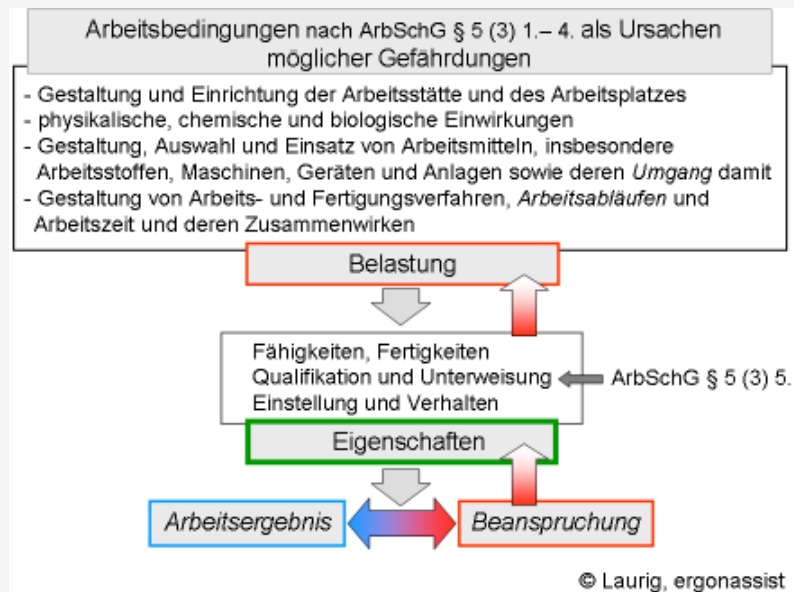 Arbeitsbedingungen nach ArbSchG § 5 (3) 1.– 4. als Ursachen
möglicher Gefährdungen
- Gestaltung und Einrichtung der Arbeitsstätte und des Arbeitsplatzes
- physikalische, chemische und biologische Einwirkungen
- Gestaltung, Auswahl und Einsatz von Arbeitsmitteln, insbesondere
Arbeitsstoffen, Maschinen, Geräten und Anlagen sowie deren Umgang damit
- Gestaltung von Arbeits- und Fertigungsverfahren, Arbeitsabläufen und
Arbeitszeit und deren Zusammenwirken
Belastung
Fähigkeiten, Fertigkeiten
Qualifikation und Unterweisung
ArbSchG § 5 (3) 5.
Einstellung und Verhalten
Eigenschaften
Arbeitsergebnis
Beanspruchung
© Laurig, ergonassist